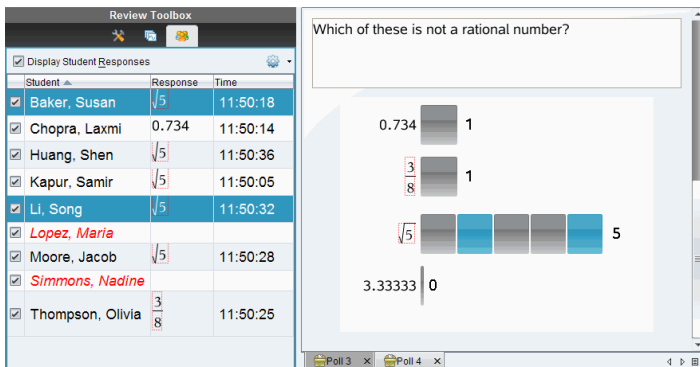 Review Toolbox
Display Student Responses
Student Response Time
Baker, Susan √5 11:50:18
Chopra, Laxmi 0.734 11:50:14
Huang, Shen √5 11:50:36
Kapur, Samir √5 11:50:05
Li, Song √5 11:50:32
Lopez, Maria
Moore, Jacob √5 11:50:28
Simmons, Nadine
Thompson, Olivia 3/8 11:50:25
Which of these is not a rational number?
0.734 1
3/8 1
√5 5
3.33333 0
Poll 3 × Poll 4 ×